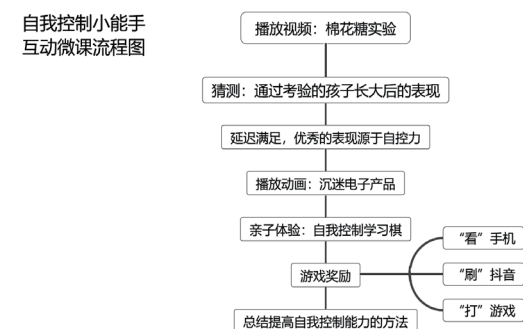 自我控制小能手
互动微课流程图
播放视频：棉花糖实验
猜测：通过考验的孩子长大后的表现
延迟满足，优秀的表现源于自控力
播放动画：沉迷电子产品
亲子体验：自我控制学习棋
游戏奖励
“看”手机
“刷”抖音
“打”游戏
总结提高自我控制能力的方法